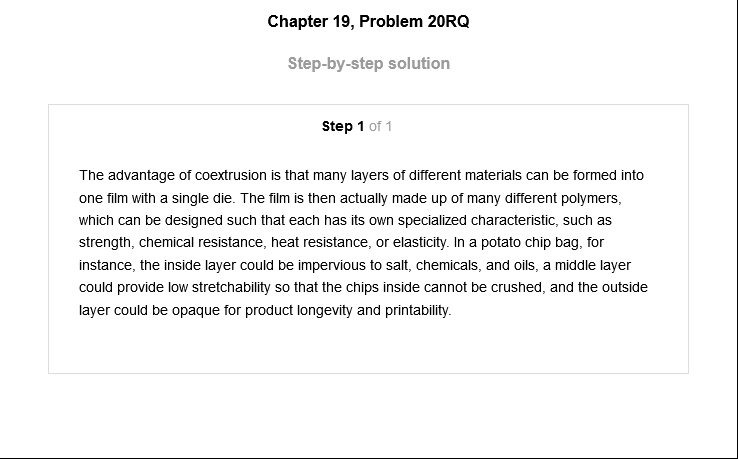 Chapter 19, Problem 20RQ
Step-by-step solution
Step 1 of 1
The advantage of coextrusion is that many layers of different materials can be formed into
one film with a single die. The film is then actually made up of many different polymers,
which can be designed such that each has its own specialized characteristic, such as
strength, chemical resistance, heat resistance, or elasticity. In a potato chip bag, for
instance, the inside layer could be impervious to salt, chemicals, and oils, a middle layer
could provide low stretchability so that the chips inside cannot be crushed, and the outside
layer could be opaque for product longevity and printability.